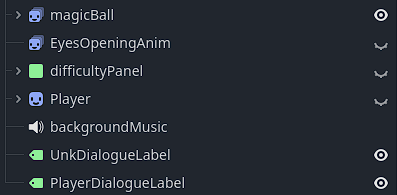 magicBall
EyesOpeningAnim
difficultyPanel
Player
backgroundMusic
UnkDialogueLabel
PlayerDialogueLabel